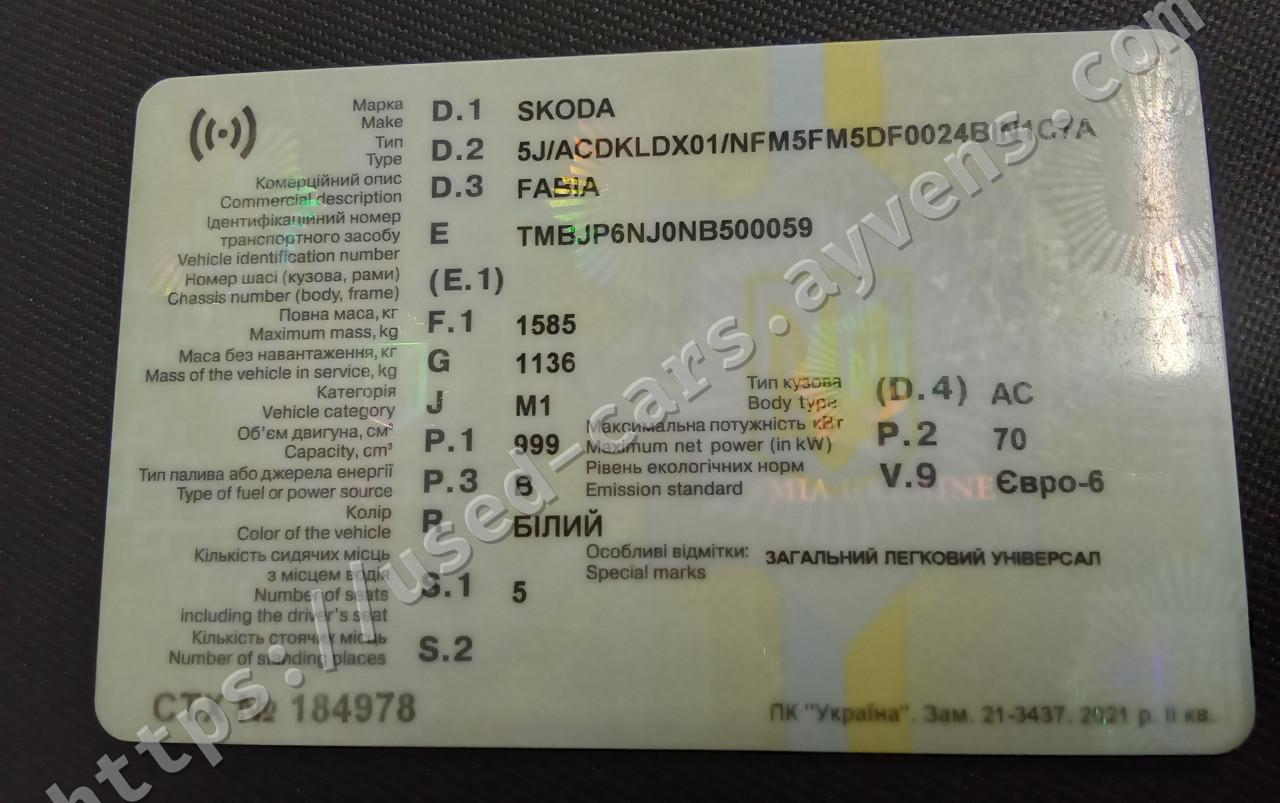 Марка D.1 SKODA
Make
Тип D.2 5J/ACDKLDX01/NFM5FM5DF0024BIN1CYA
Type
Комерційний опис D.3 FABIA
Commercial description
Ідентифікаційний номер
транспортного засобу E TMBJP6NJ0NB500059
Vehicle identification number
Номер шасі (кузова, рами) (E.1)
Chassis number (body, frame)
Повна маса, кг F.1 1585
Maximum mass, kg
Маса без навантаження, кг G 1136
Mass of the vehicle in service, kg
Категорія J M1 Тип кузова (D.4) AC
Vehicle category Body type
Об'єм двигуна, см³ P.1 999 Максимальна потужність кВт P.2 70
Capacity, cm³ Maximum net power (in kW)
Тип палива або джерела енергії P.3 B Рівень екологічних норм V.9 Євро-6
Type of fuel or power source Emission standard
Колір R БІЛИЙ
Color of the vehicle
Кількість сидячих місць Особливі відмітки: ЗАГАЛЬНИЙ ЛЕГКОВИЙ УНІВЕРСАЛ
з місцем водія S.1 5 Special marks
Number of seats
including the driver's seat
Кількість стоячих місць S.2
Number of standing places
СТХ № 184978 ПК "Україна". Зам. 21-3437. 2021 р. II кв.
https://used-cars.ayvens.com